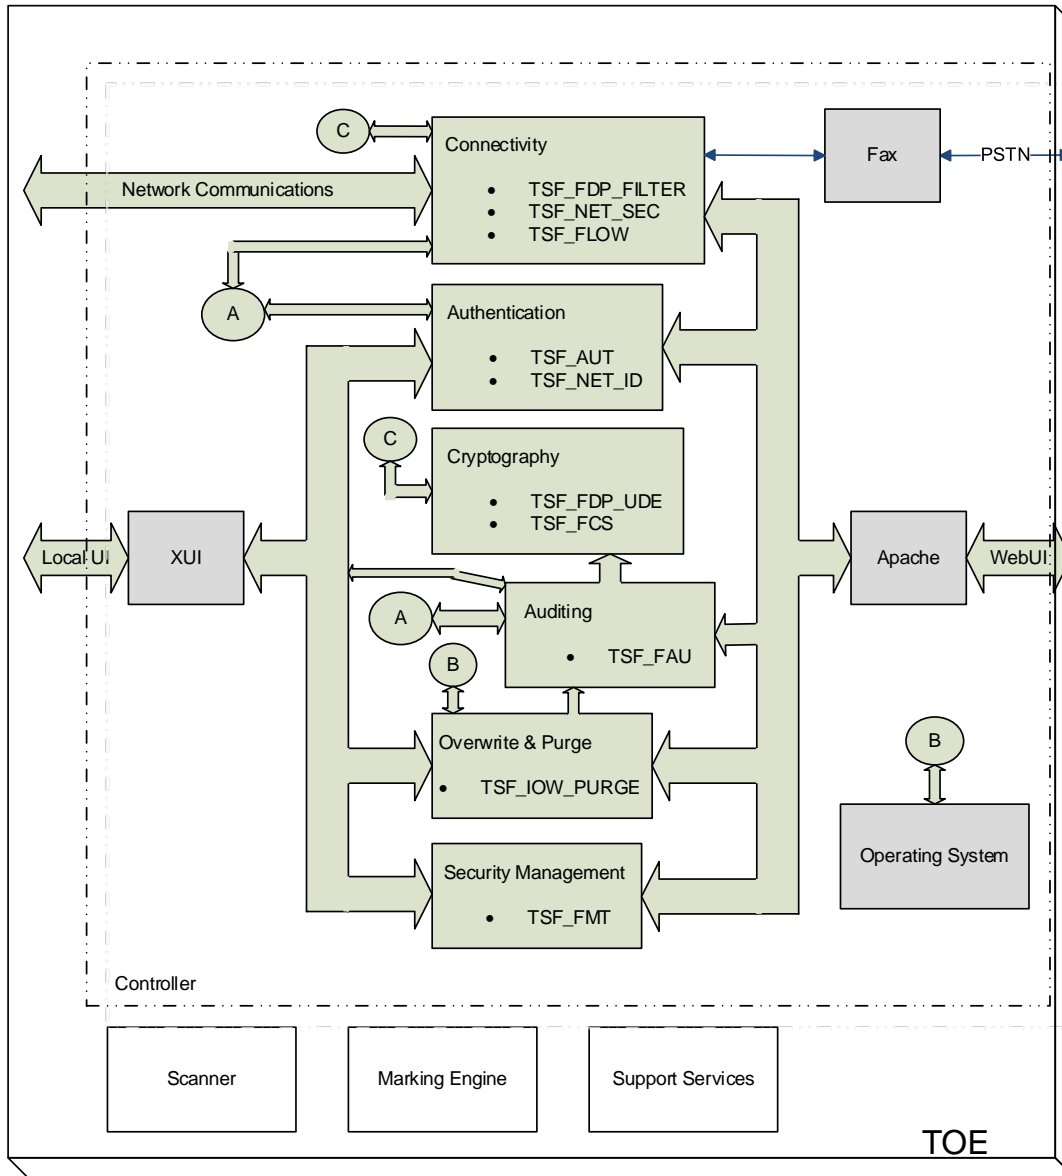 C
Connectivity
• TSF_FDP_FILTER
• TSF_NET_SEC
• TSF_FLOW
Fax
PSTN
Network Communications
A
Authentication
• TSF_AUT
• TSF_NET_ID
C
Cryptography
• TSF_FDP_UDE
• TSF_FCS
Local UI
XUI
Apache
WebUI
A
Auditing
• TSF_FAU
B
Overwrite & Purge
• TSF_IOW_PURGE
B
Operating System
Security Management
• TSF_FMT
Controller
Scanner
Marking Engine
Support Services
TOE